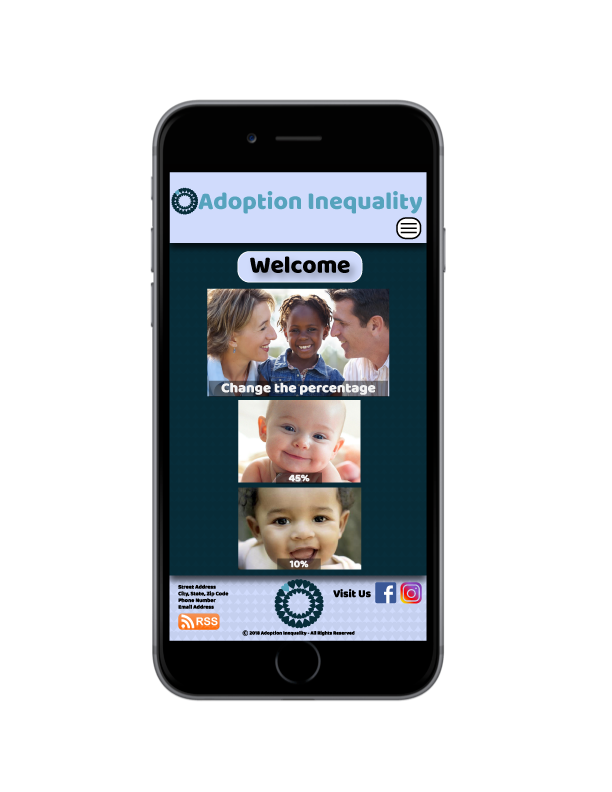 Adoption Inequality
Welcome
Change the percentage
45%
10%
Street Address
City, State, Zip Code
Phone Number
Email Address
Visit Us
RSS
© 2018 Adoption Inequality - All Rights Reserved